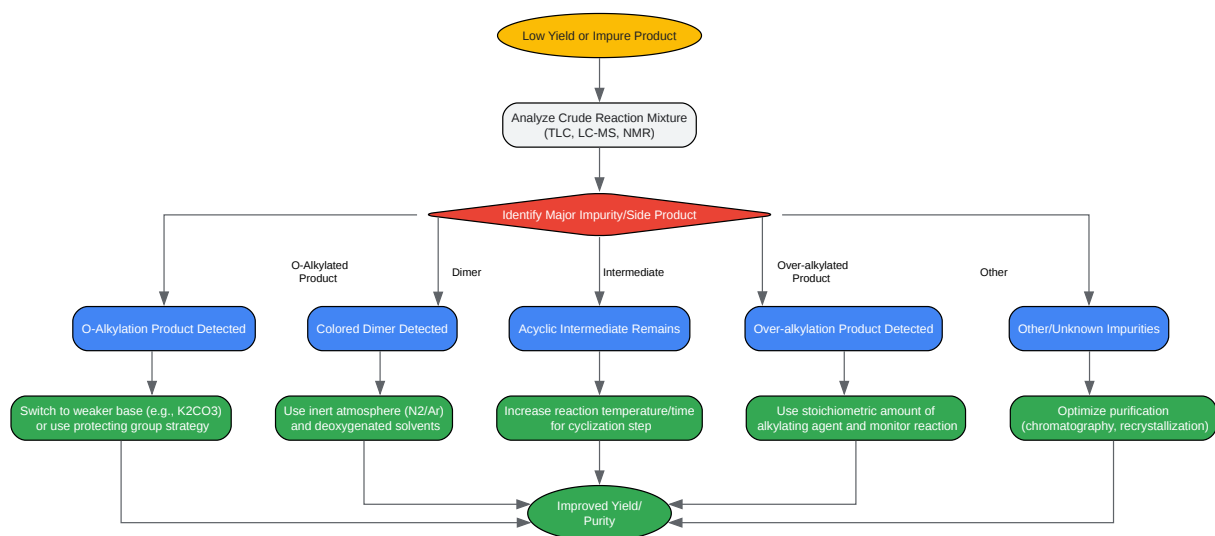 Low Yield or Impure Product
Analyze Crude Reaction Mixture
(TLC, LC-MS, NMR)
Identify Major Impurity/Side Product
O-Alkylated
Product
Dimer
Intermediate
Over-alkylated
Product
Other
O-Alkylation Product Detected
Colored Dimer Detected
Acyclic Intermediate Remains
Over-alkylation Product Detected
Other/Unknown Impurities
Switch to weaker base (e.g., K2CO3)
or use protecting group strategy
Use inert atmosphere (N2/Ar)
and deoxygenated solvents
Increase reaction temperature/time
for cyclization step
Use stoichiometric amount of
alkylating agent and monitor reaction
Optimize purification
(chromatography, recrystallization)
Improved Yield/
Purity